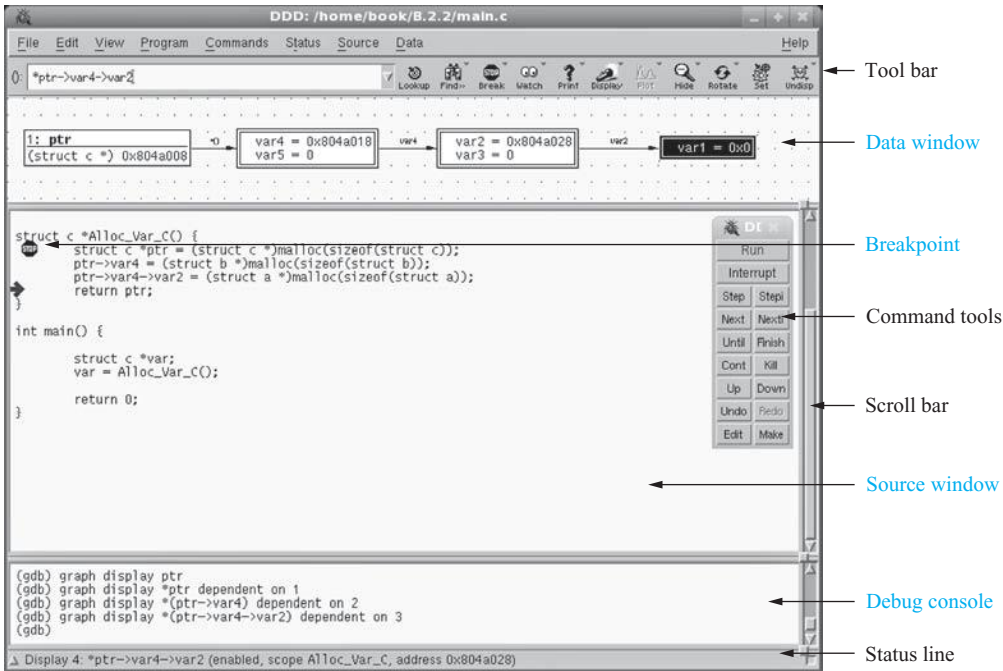 DDD: /home/book/B.2.2/main.c
File Edit View Program Commands Status Source Data Help
(): *ptr->var4->var2
Lookup Find>> Break Watch Print Display Plot Hide Rotate Set Undisp
Tool bar
1: ptr
(struct c *) 0x804a008
*()
var4 = 0x804a018
var5 = 0
var4
var2 = 0x804a028
var3 = 0
var2
var1 = 0x0
Data window
struct c *Alloc_Var_C() {
STOP struct c *ptr = (struct c *)malloc(sizeof(struct c));
ptr->var4 = (struct b *)malloc(sizeof(struct b));
ptr->var4->var2 = (struct a *)malloc(sizeof(struct a));
return ptr;
}
int main() {
struct c *var;
var = Alloc_Var_C();
return 0;
}
DD
Run
Interrupt
Step Stepi
Next Nexti
Until Finish
Cont Kill
Up Down
Undo Redo
Edit Make
Breakpoint
Command tools
Scroll bar
Source window
(gdb) graph display ptr
(gdb) graph display *ptr dependent on 1
(gdb) graph display *(ptr->var4) dependent on 2
(gdb) graph display *(ptr->var4->var2) dependent on 3
(gdb)
Debug console
Display 4: *ptr->var4->var2 (enabled, scope Alloc_Var_C, address 0x804a028)
Status line